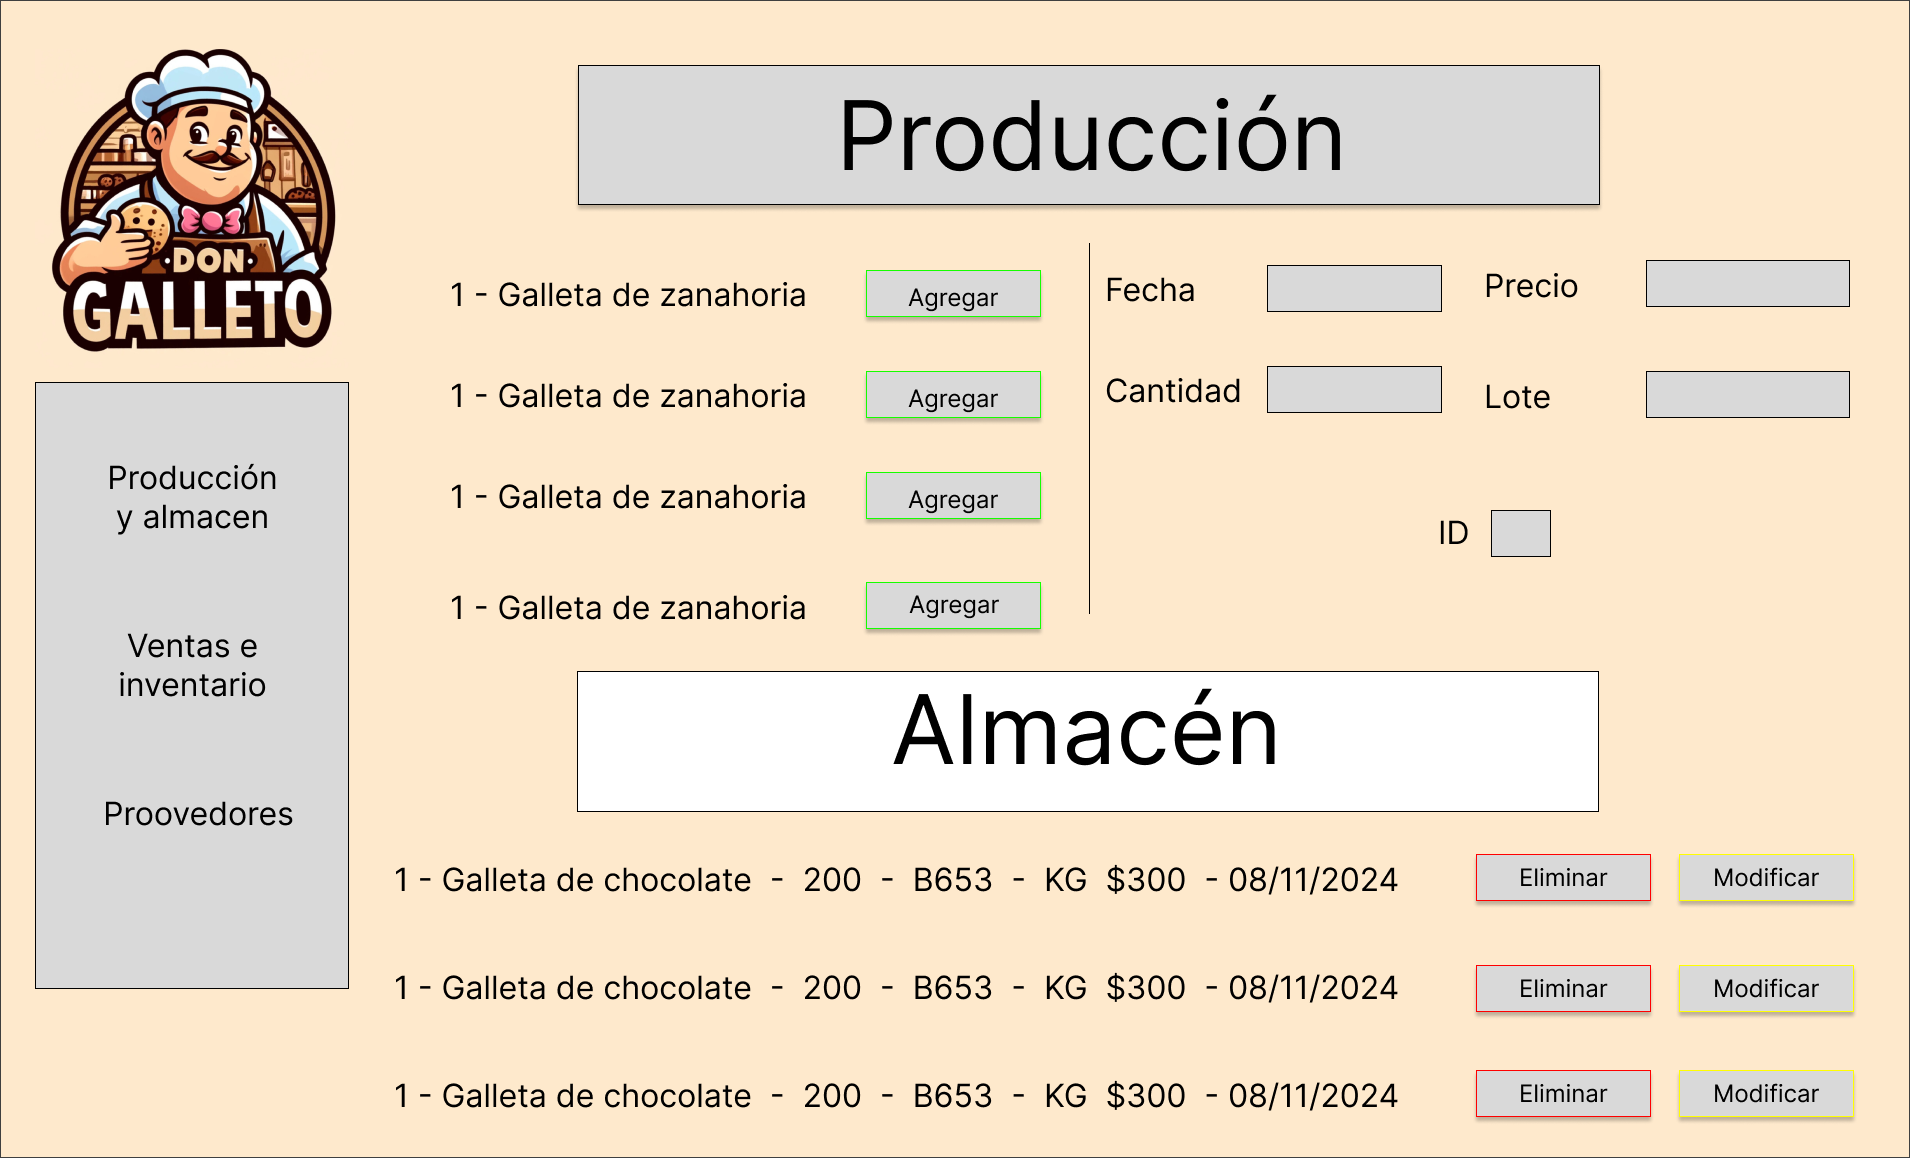 DON
GALLETO
Producción
y almacen
Ventas e
inventario
Proovedores
Producción
1 - Galleta de zanahoria
Agregar
1 - Galleta de zanahoria
Agregar
1 - Galleta de zanahoria
Agregar
1 - Galleta de zanahoria
Agregar
Fecha
Precio
Cantidad
Lote
ID
Almacén
1 - Galleta de chocolate - 200 - B653 - KG $300 - 08/11/2024
Eliminar
Modificar
1 - Galleta de chocolate - 200 - B653 - KG $300 - 08/11/2024
Eliminar
Modificar
1 - Galleta de chocolate - 200 - B653 - KG $300 - 08/11/2024
Eliminar
Modificar